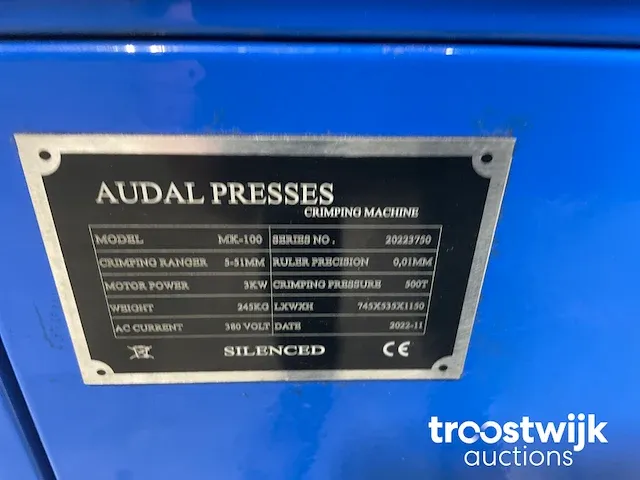 AUDAL PRESSES
CRIMPING MACHINE
MODEL MK-100 SERIES NO. 20223750
CRIMPING RANGER 5-51MM RULER PRECISION 0,01MM
MOTOR POWER 3KW CRIMPING PRESSURE 500T
WEIGHT 245KG LXWXH 745X535X1150
AC CURRENT 380 VOLT DATE 2022-11
SILENCED CE
troostwijk
auctions